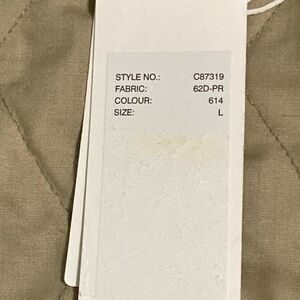 STYLE NO.: C87319
FABRIC: 62D-PR
COLOUR: 614
SIZE: L